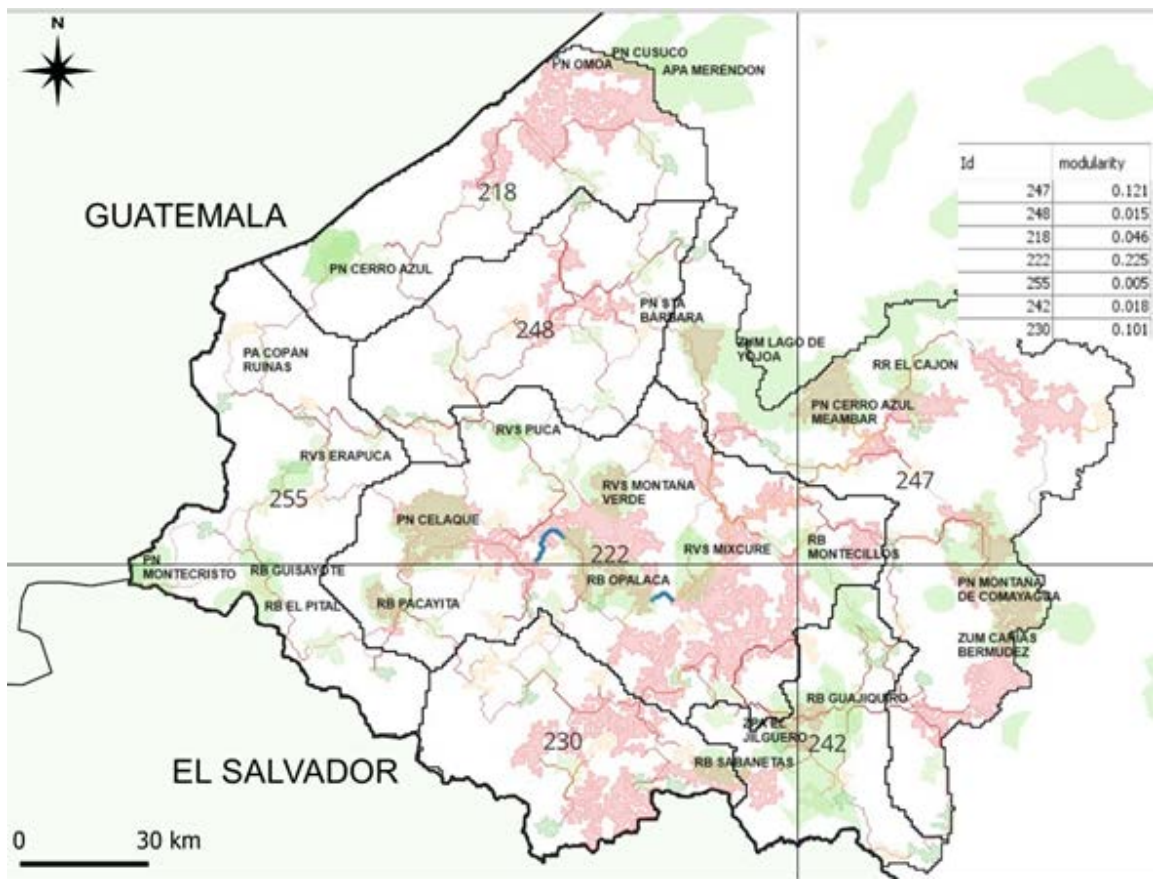 N
PN CUSUCO
PN OMOA
APA MERENDON
Id modularity
247 0.121
248 0.015
218 0.046
222 0.225
255 0.005
242 0.018
230 0.101
218
GUATEMALA
PN CERRO AZUL
PN STA
BÁRBARA
248
ZUM LAGO DE
YOJOA
PA COPÁN
RUINAS
RR EL CAJON
PN CERRO AZUL
MEAMBAR
RVS PUCA
RVS ERAPUCA
247
255
RVS MONTAÑA
VERDE
PN CELAQUE
222
RVS MIXCURE
RB
MONTECILLOS
PN
MONTECRISTO
RB GUISAYOTE
RB OPALACA
PN MONTAÑA
DE COMAYAGUA
RB EL PITAL
RB PACAYITA
ZUM CARIAS
BERMUDEZ
RB GUAJIQUIRO
ZPA EL
JILGUERO
230
242
RB SABANETAS
EL SALVADOR
0 30 km